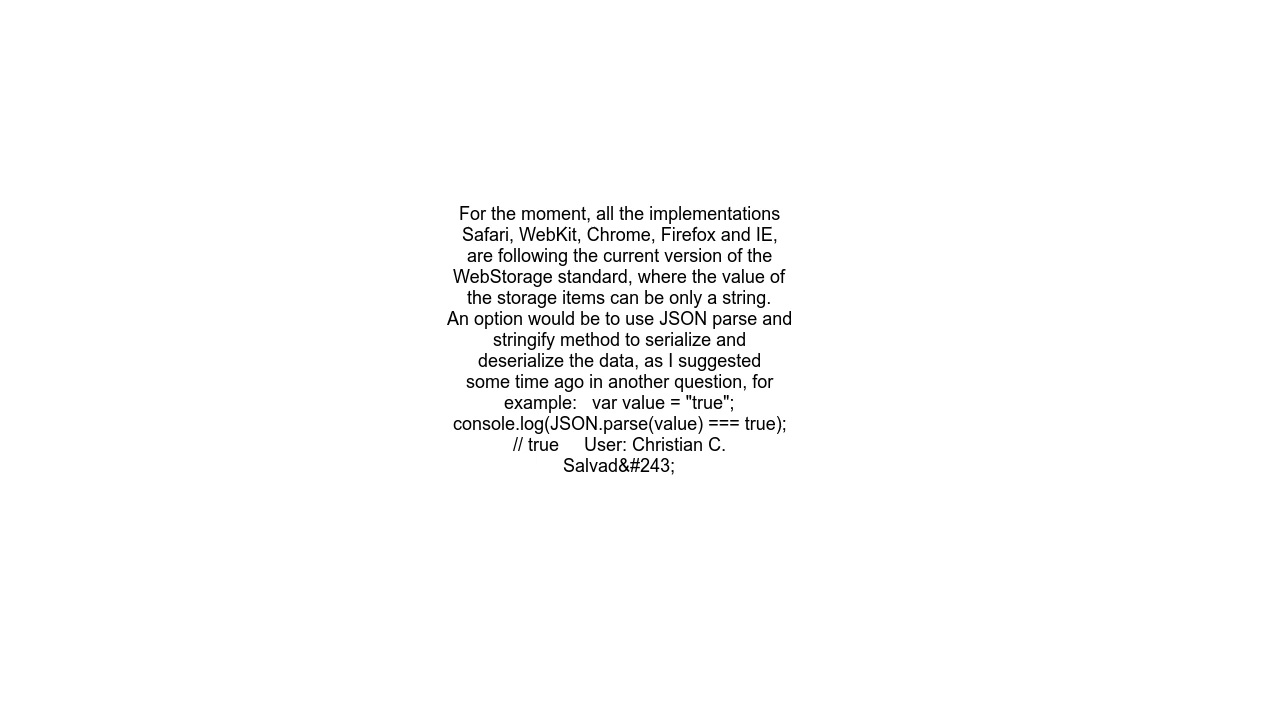 For the moment, all the implementations
Safari, WebKit, Chrome, Firefox and IE,
are following the current version of the
WebStorage standard, where the value of
the storage items can be only a string.
An option would be to use JSON parse and
stringify method to serialize and
deserialize the data, as I suggested
some time ago in another question, for
example:   var value = "true";
console.log(JSON.parse(value) === true);
// true     User: Christian C.
Salvad&#243;